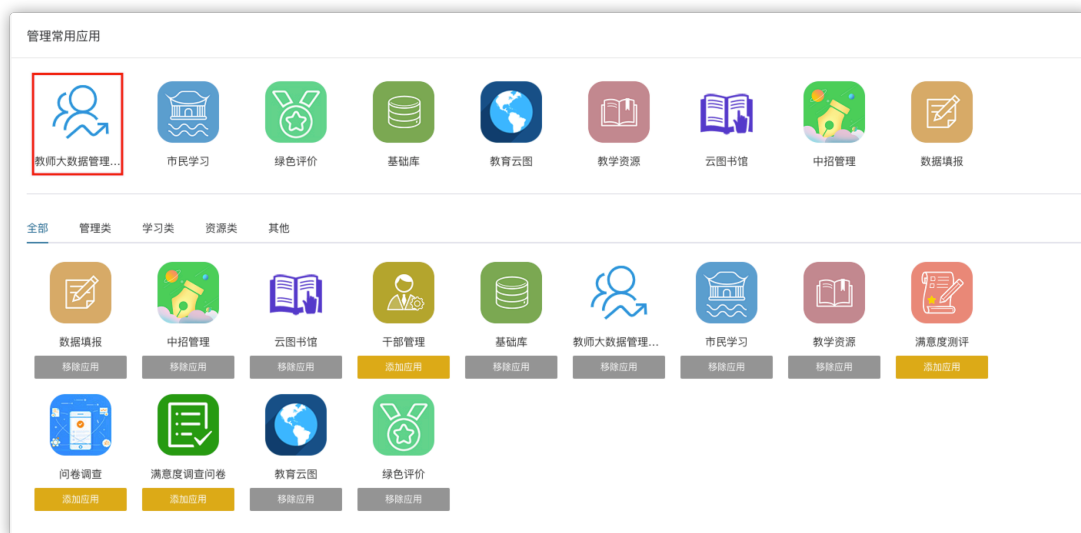 管理常用应用
教师大数据管理... 市民学习 绿色评价 基础库 教育云图 教学资源 云图书馆 中招管理 数据填报
全部 管理类 学习类 资源类 其他
数据填报 中招管理 云图书馆 干部管理 基础库 教师大数据管理... 市民学习 教学资源 满意度测评
移除应用 移除应用 移除应用 添加应用 移除应用 移除应用 移除应用 移除应用 添加应用
问卷调查 满意度调查问卷 教育云图 绿色评价
添加应用 添加应用 移除应用 移除应用